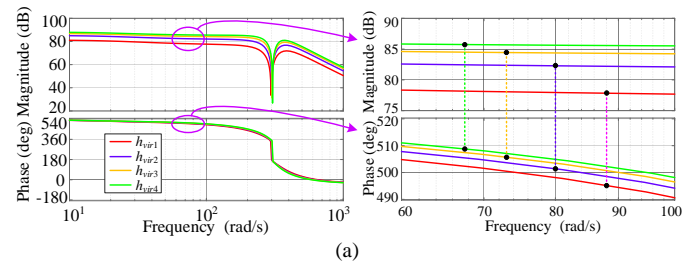 Magnitude (dB)
100
80
60
40
20
Phase (deg)
540
360
180
0
-180
h_vir1
h_vir2
h_vir3
h_vir4
10^1
10^2
10^3
Frequency (rad/s)
Magnitude (dB)
90
85
80
75
Phase (deg)
520
510
500
490
60
70
80
90
100
Frequency (rad/s)
(a)